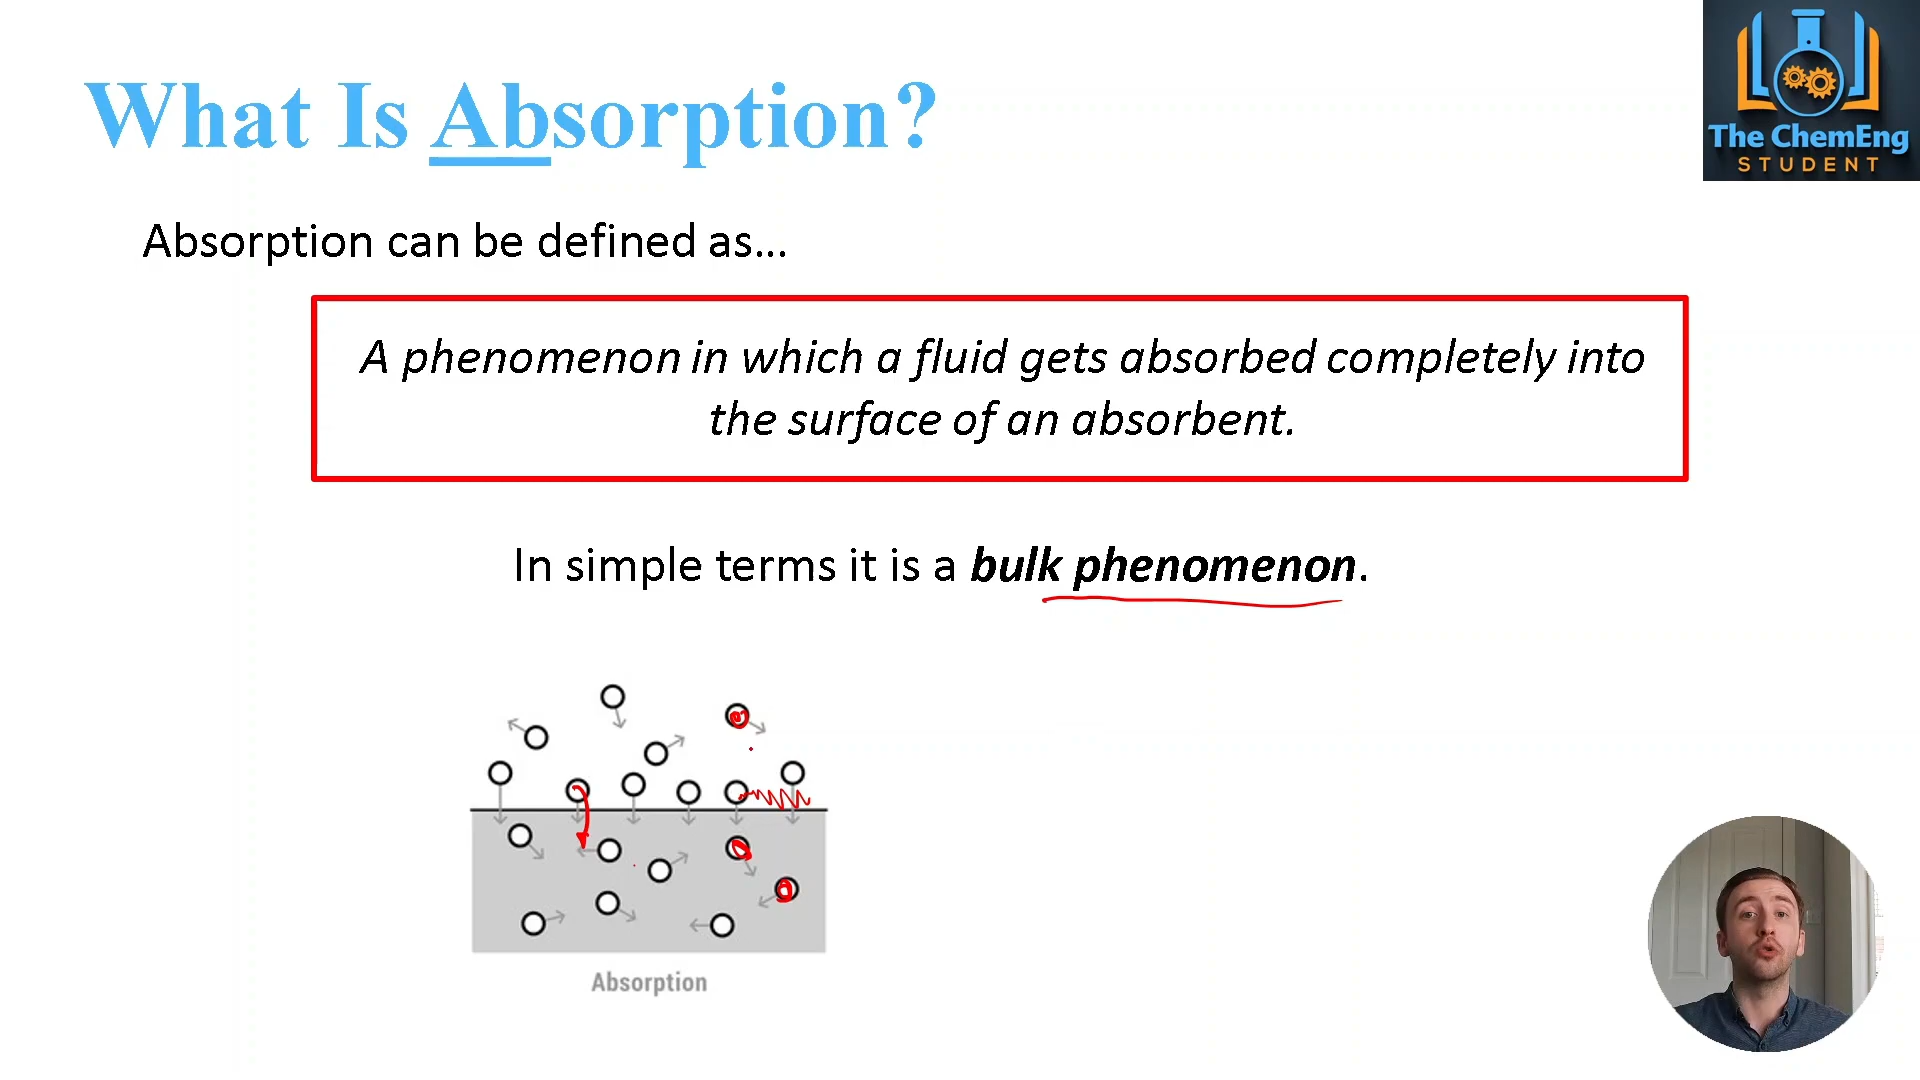 What Is Absorption?
The ChemEng
STUDENT
Absorption can be defined as...
A phenomenon in which a fluid gets absorbed completely into
the surface of an absorbent.
In simple terms it is a bulk phenomenon.
Absorption